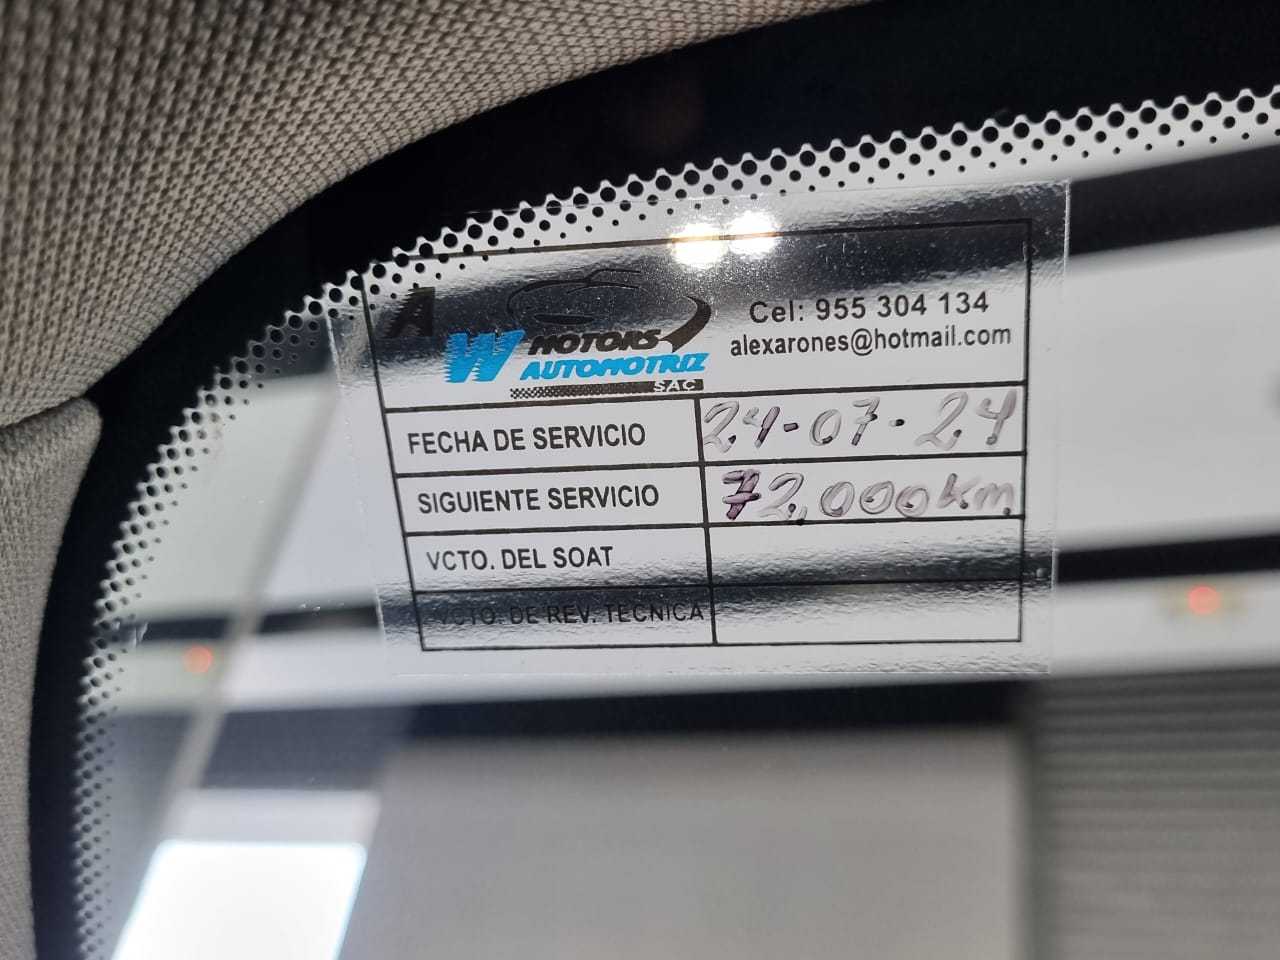 A
W MOTORS
AUTOMOTRIZ
SAC
Cel: 955 304 134
alexarones@hotmail.com
FECHA DE SERVICIO 24-07-24
SIGUIENTE SERVICIO 72,000km
VCTO. DEL SOAT
VCTO. DE REV. TECNICA